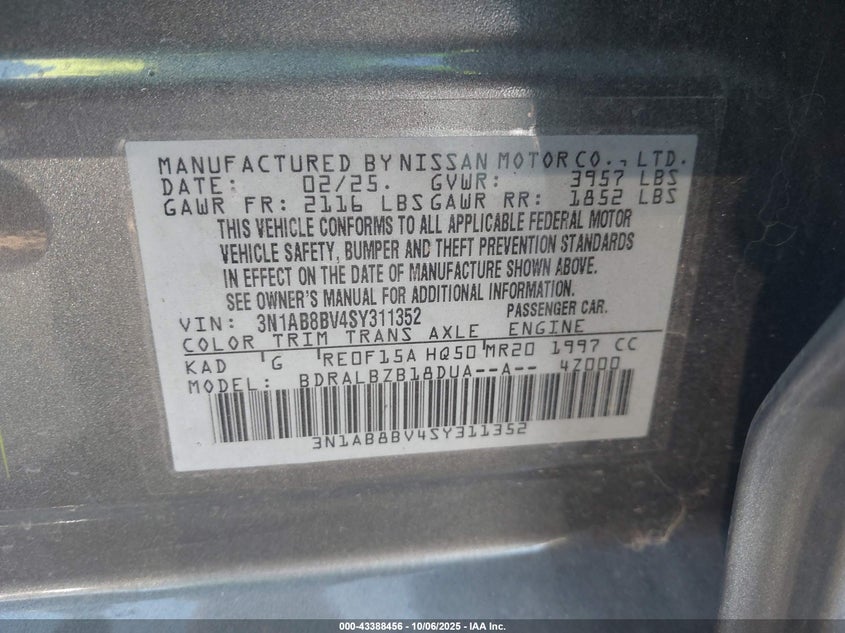 MANUFACTURED BY NISSAN MOTOR CO., LTD.
DATE: 02/25. GVWR: 3957 LBS
GAWR FR: 2116 LBS GAWR RR: 1852 LBS
THIS VEHICLE CONFORMS TO ALL APPLICABLE FEDERAL MOTOR
VEHICLE SAFETY, BUMPER AND THEFT PREVENTION STANDARDS
IN EFFECT ON THE DATE OF MANUFACTURE SHOWN ABOVE.
SEE OWNER'S MANUAL FOR ADDITIONAL INFORMATION.
VIN: 3N1AB8BV4SY311352 PASSENGER CAR.
COLOR TRIM TRANS AXLE ENGINE
KAD G RE0F15A HQ50 MR20 1997 CC
MODEL: BDRALBZB18DUA--A-- 4Z000
3N1AB8BV4SY311352
000-43388456 - 10/06/2025 - IAA Inc.